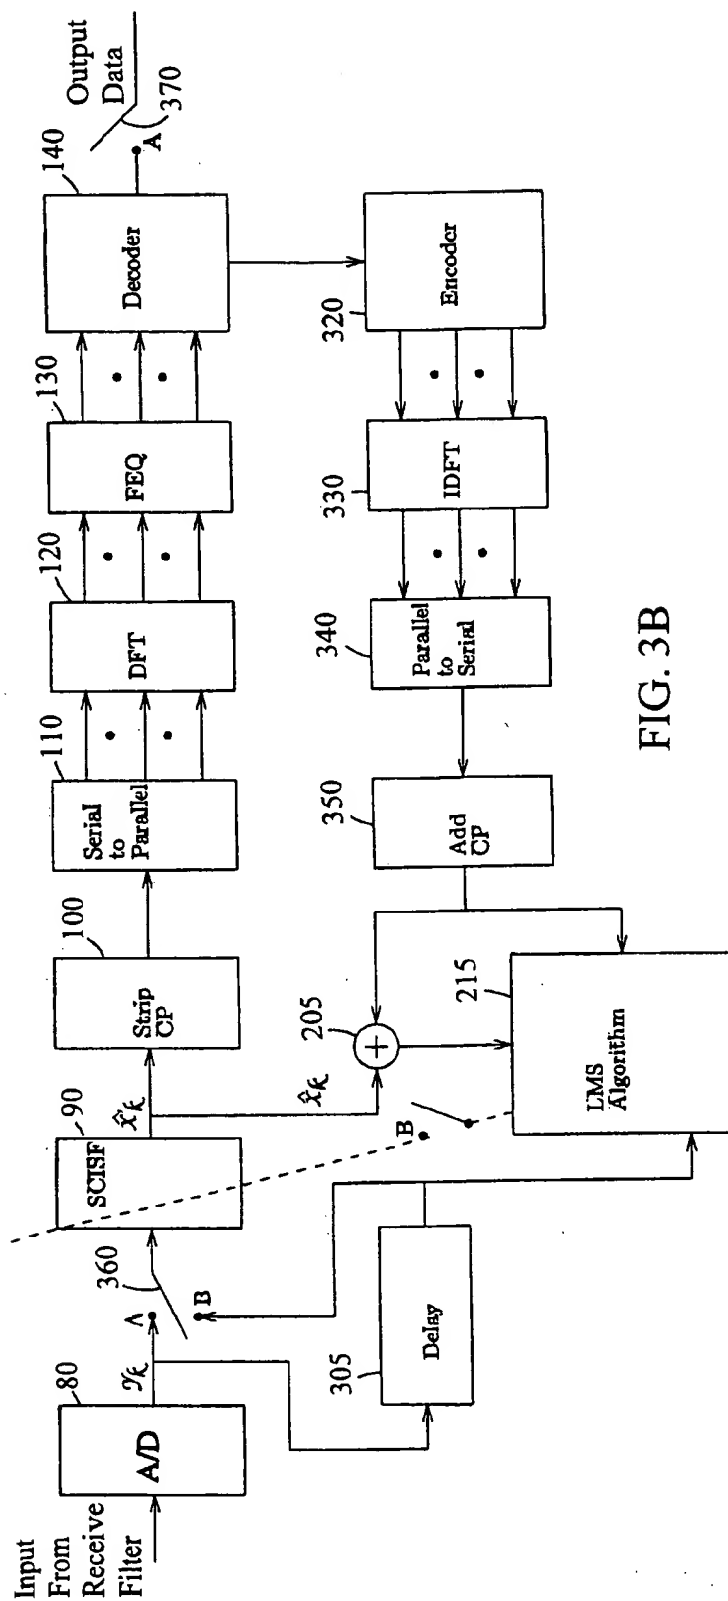 Input
From
Receive
Filter
80
A/D
𝓎k
A
360
B
90
SCISF
x̂k
100
Strip
CP
110
Serial
to
Parallel
120
DFT
130
FEQ
140
Decoder
A
370
Output
Data
305
Delay
B
x̂k
205
+
215
LMS
Algorithm
350
Add
CP
340
Parallel
to
Serial
330
IDFT
320
Encoder
FIG. 3B